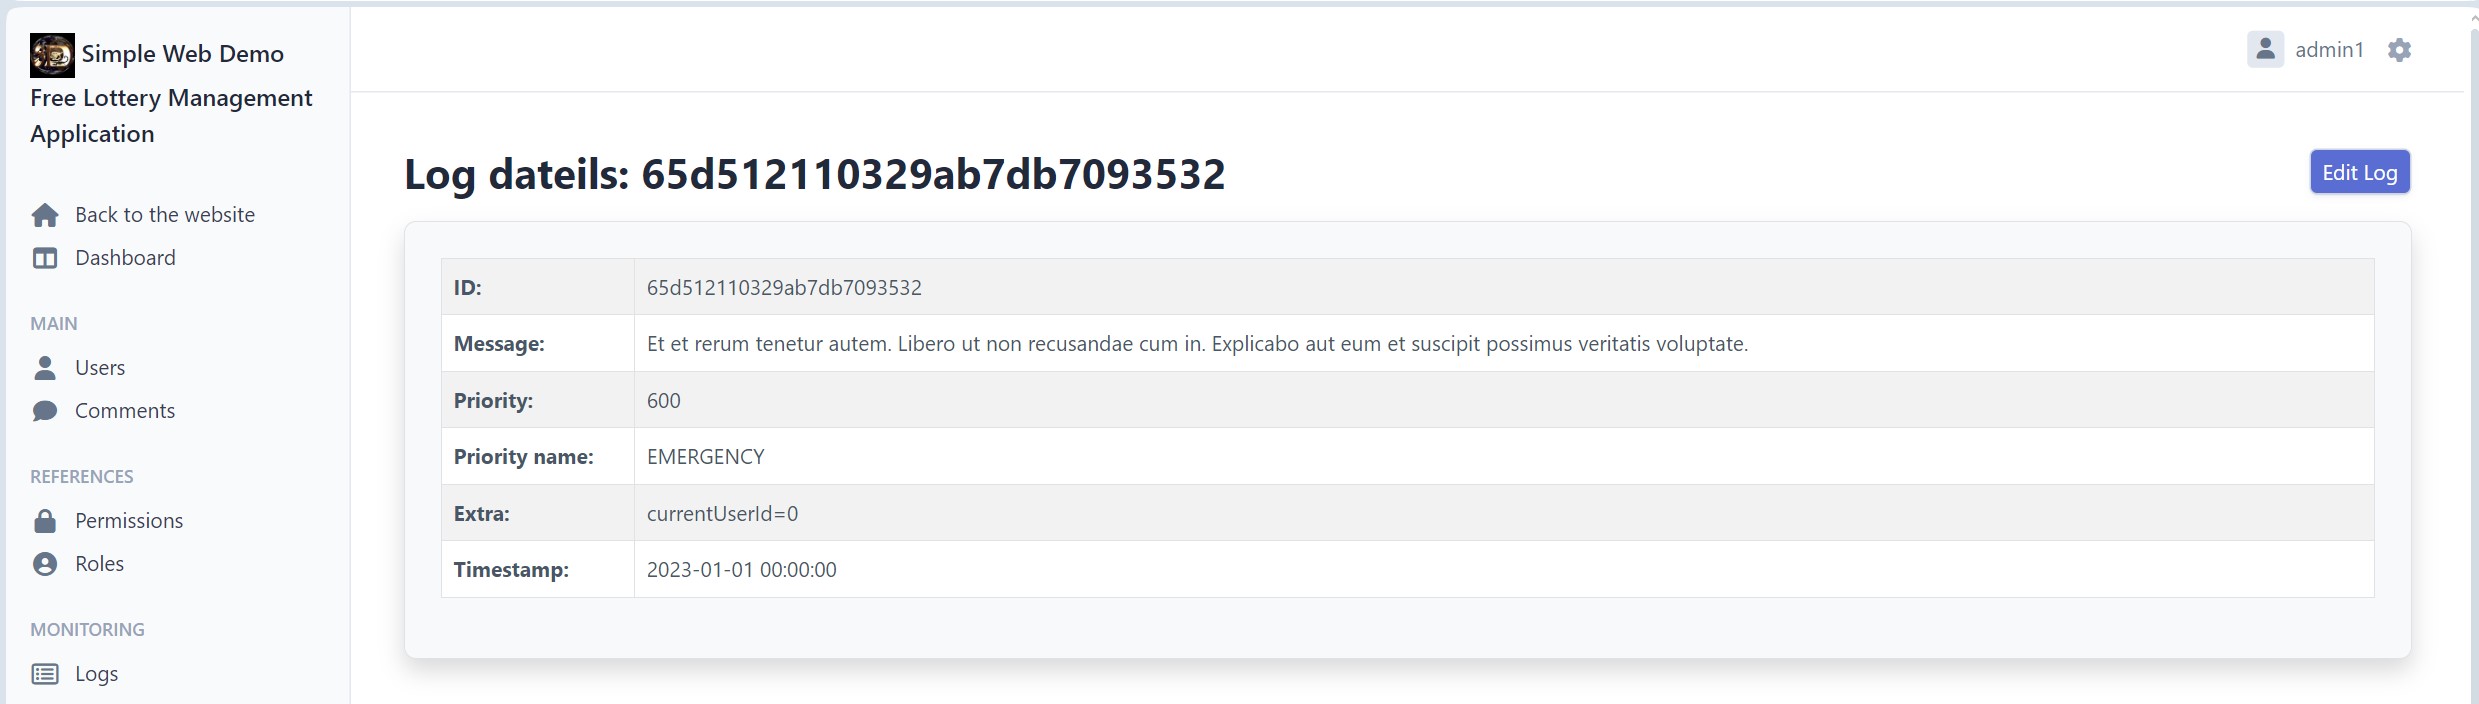 Simple Web Demo
Free Lottery Management
Application
Back to the website
Dashboard
MAIN
Users
Comments
REFERENCES
Permissions
Roles
MONITORING
Logs
admin1
Log dateils: 65d512110329ab7db7093532
Edit Log
ID: 65d512110329ab7db7093532
Message: Et et rerum tenetur autem. Libero ut non recusandae cum in. Explicabo aut eum et suscipit possimus veritatis voluptate.
Priority: 600
Priority name: EMERGENCY
Extra: currentUserId=0
Timestamp: 2023-01-01 00:00:00